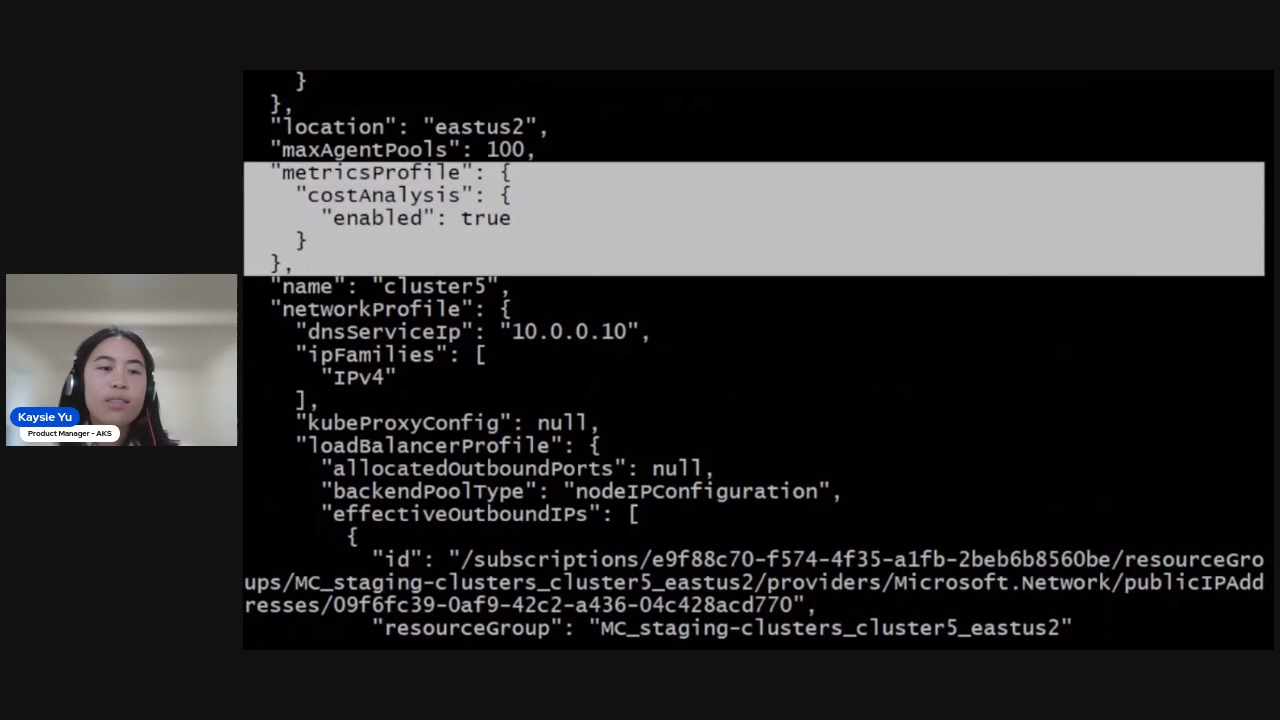 }
},
"location": "eastus2",
"maxAgentPools": 100,
"metricsProfile": {
"costAnalysis": {
"enabled": true
}
},
"name": "cluster5",
"networkProfile": {
"dnsServiceIp": "10.0.0.10",
"ipFamilies": [
"IPv4"
],
"kubeProxyConfig": null,
"loadBalancerProfile": {
"allocatedOutboundPorts": null,
"backendPoolType": "nodeIPConfiguration",
"effectiveOutboundIPs": [
{
"id": "/subscriptions/e9f88c70-f574-4f35-a1fb-2beb6b8560be/resourceGro
ups/MC_staging-clusters_cluster5_eastus2/providers/Microsoft.Network/publicIPAdd
resses/09f6fc39-0af9-42c2-a436-04c428acd770",
"resourceGroup": "MC_staging-clusters_cluster5_eastus2"
Kaysie Yu
Product Manager - AKS